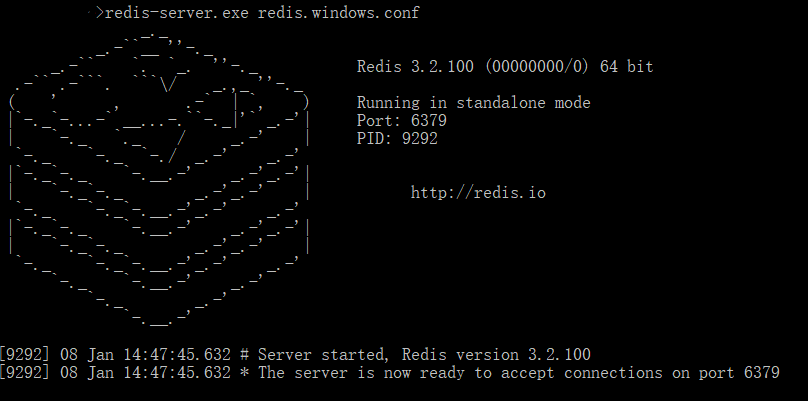 >redis-server.exe redis.windows.conf
Redis 3.2.100 (00000000/0) 64 bit
Running in standalone mode
Port: 6379
PID: 9292
http://redis.io
[9292] 08 Jan 14:47:45.632 # Server started, Redis version 3.2.100
[9292] 08 Jan 14:47:45.632 * The server is now ready to accept connections on port 6379